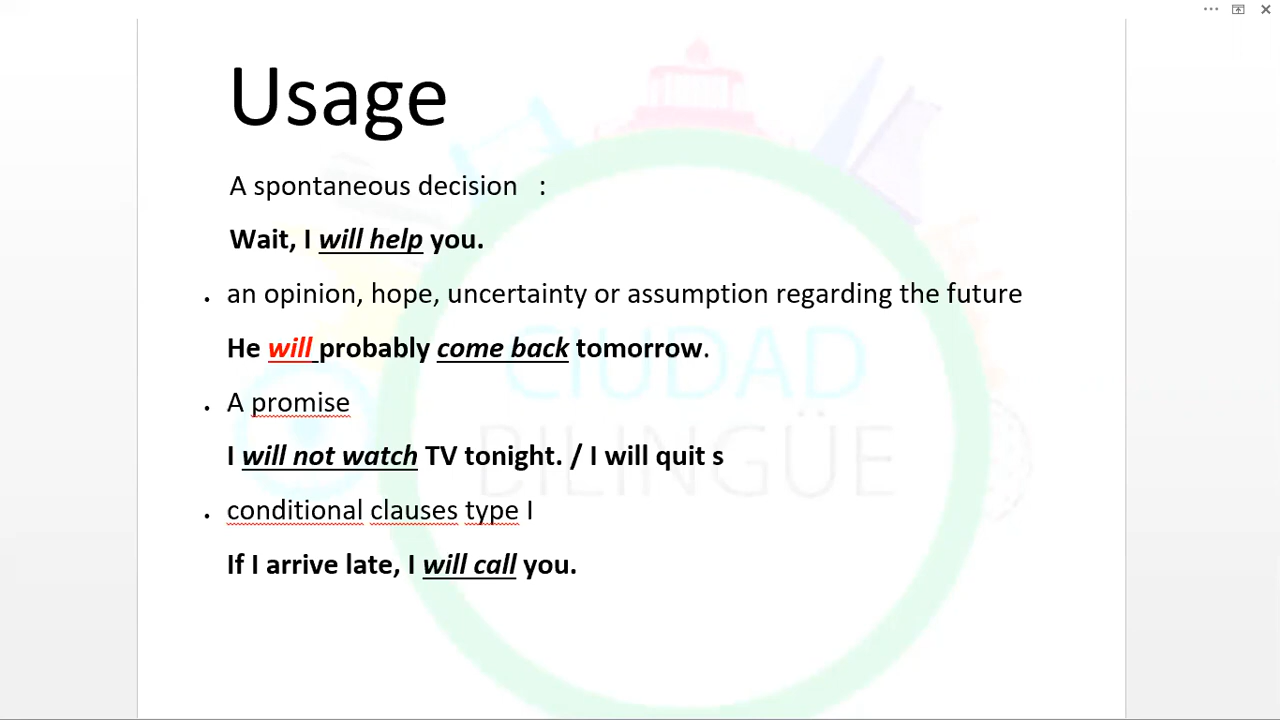 Usage
A spontaneous decision :
Wait, I will help you.
. an opinion, hope, uncertainty or assumption regarding the future
He will probably come back tomorrow.
. A promise
I will not watch TV tonight. / I will quit s
. conditional clauses type I
If I arrive late, I will call you.
CIUDAD
BILINGÜE